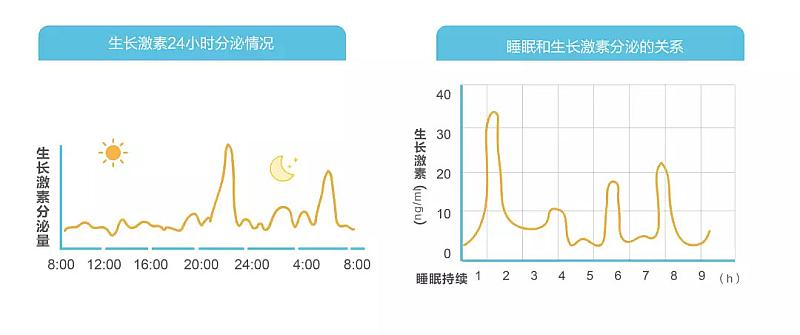 生长激素24小时分泌情况
生长激素分泌量
8:00 12:00 16:00 20:00 24:00 4:00 8:00
睡眠和生长激素分泌的关系
生长激素
(ng/ml)
40
30
20
10
0
睡眠持续 1 2 3 4 5 6 7 8 9 (h)